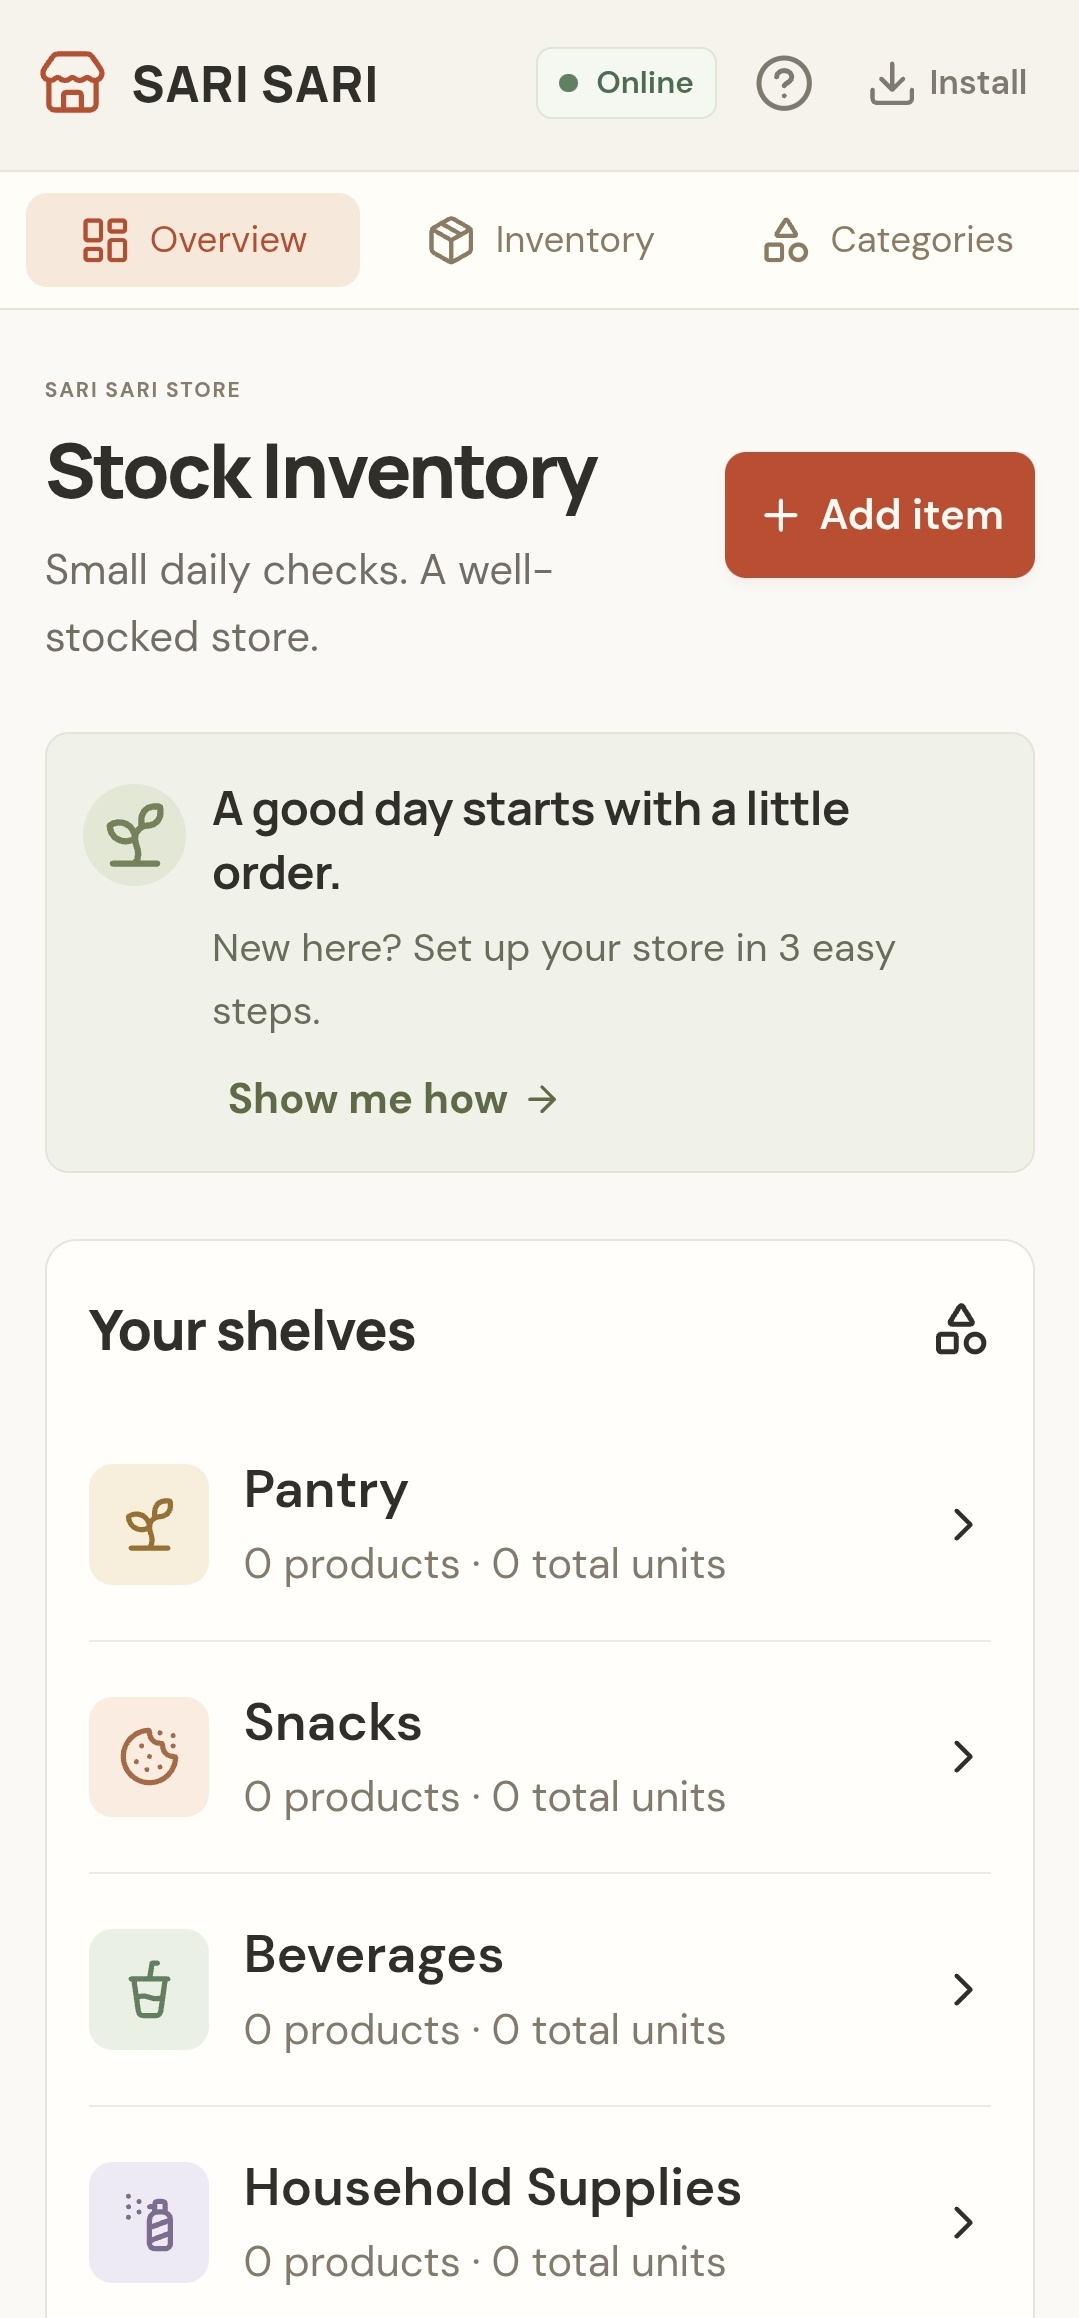 SARI SARI
Online
Install
Overview
Inventory
Categories
SARI SARI STORE
Stock Inventory
Add item
Small daily checks. A well-
stocked store.
A good day starts with a little
order.
New here? Set up your store in 3 easy
steps.
Show me how →
Your shelves
Pantry
0 products · 0 total units
Snacks
0 products · 0 total units
Beverages
0 products · 0 total units
Household Supplies
0 products · 0 total units